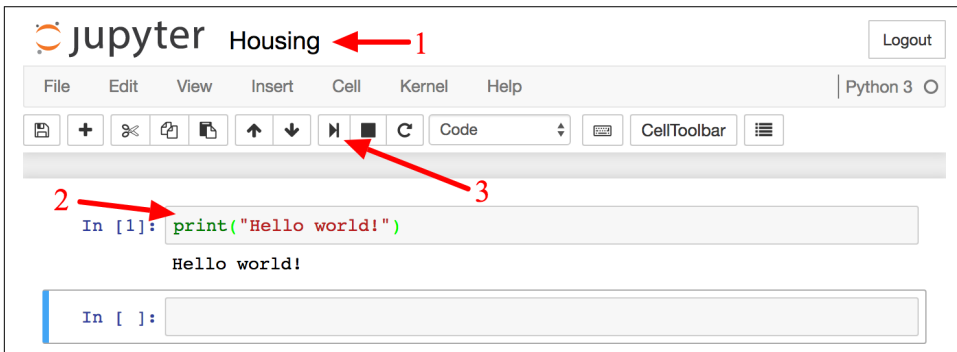 jupyter Housing 1 Logout
File Edit View Insert Cell Kernel Help Python 3
Code CellToolbar
3
2
In [1]: print("Hello world!")
Hello world!
In [ ]: